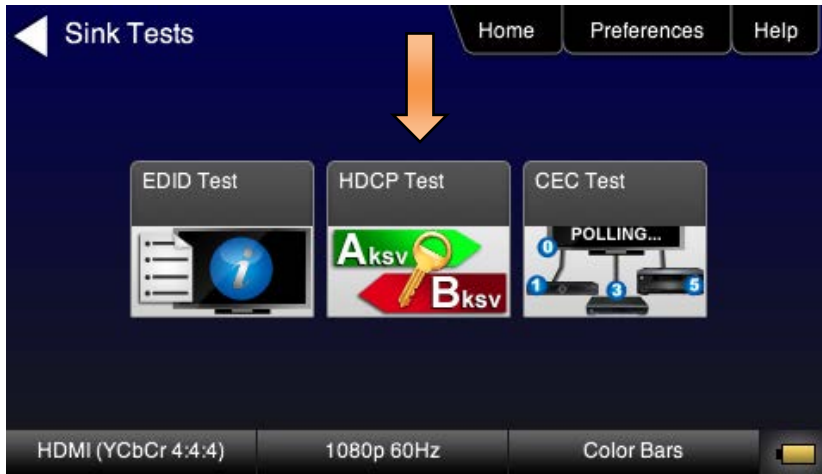 Sink Tests
Home
Preferences
Help
EDID Test
HDCP Test
CEC Test
i
Aksv
Bksv
POLLING...
0
1
3
5
HDMI (YCbCr 4:4:4)
1080p 60Hz
Color Bars